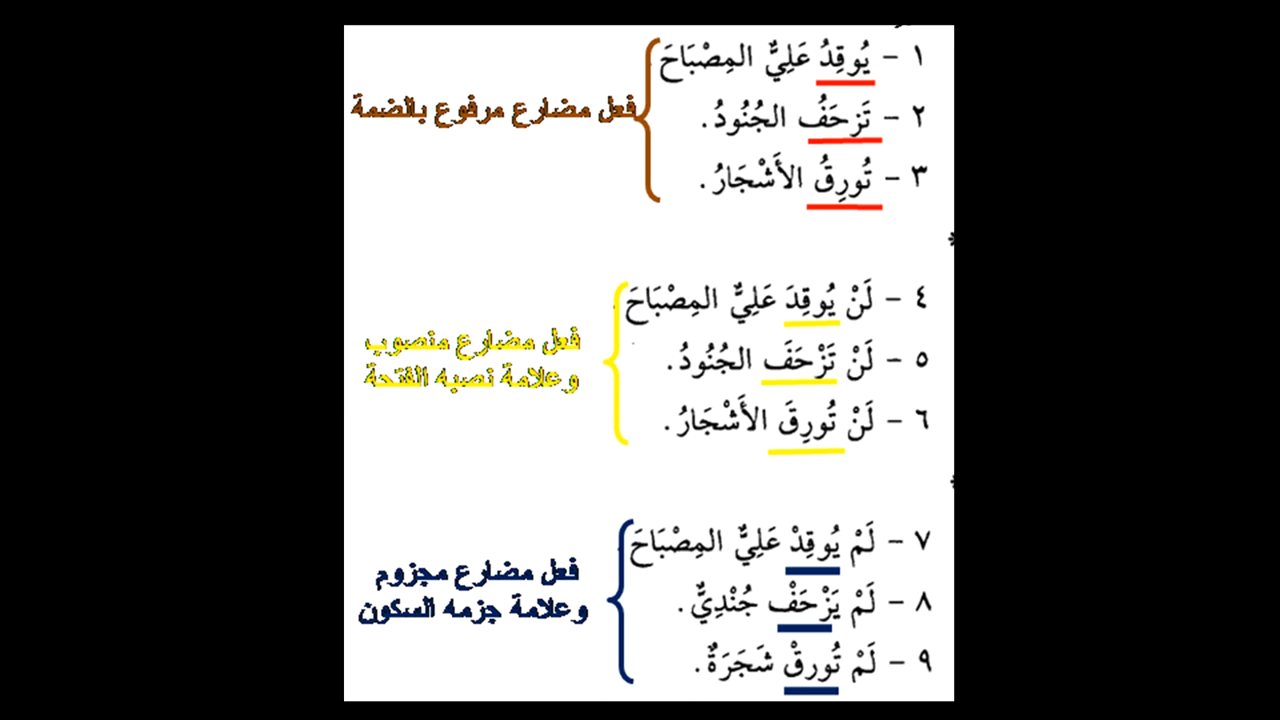 ١ - يُوقِدُ عَلِيٌّ المِصْبَاحَ
٢ - تَزحَفُ الجُنُودُ.
٣ - تُورِقُ الأَشْجَارُ.
فعل مضارع مرفوع بالضمة
٤ - لَنْ يُوقِدَ عَلِيٌّ المِصْبَاحَ.
٥ - لَنْ تَزْحَفَ الجُنُودُ.
٦ - لَنْ تُورِقَ الأَشْجَارُ.
فعل مضارع منصوب
وعلامة نصبه الفتحة
٧ - لَمْ يُوقِدْ عَلِيٌّ المِصْبَاحَ.
٨ - لَمْ يَزْحَفْ جُنْدِيٌّ.
٩ - لَمْ تُورقْ شَجَرَةٌ.
فعل مضارع مجزوم
وعلامة جزمه السكون